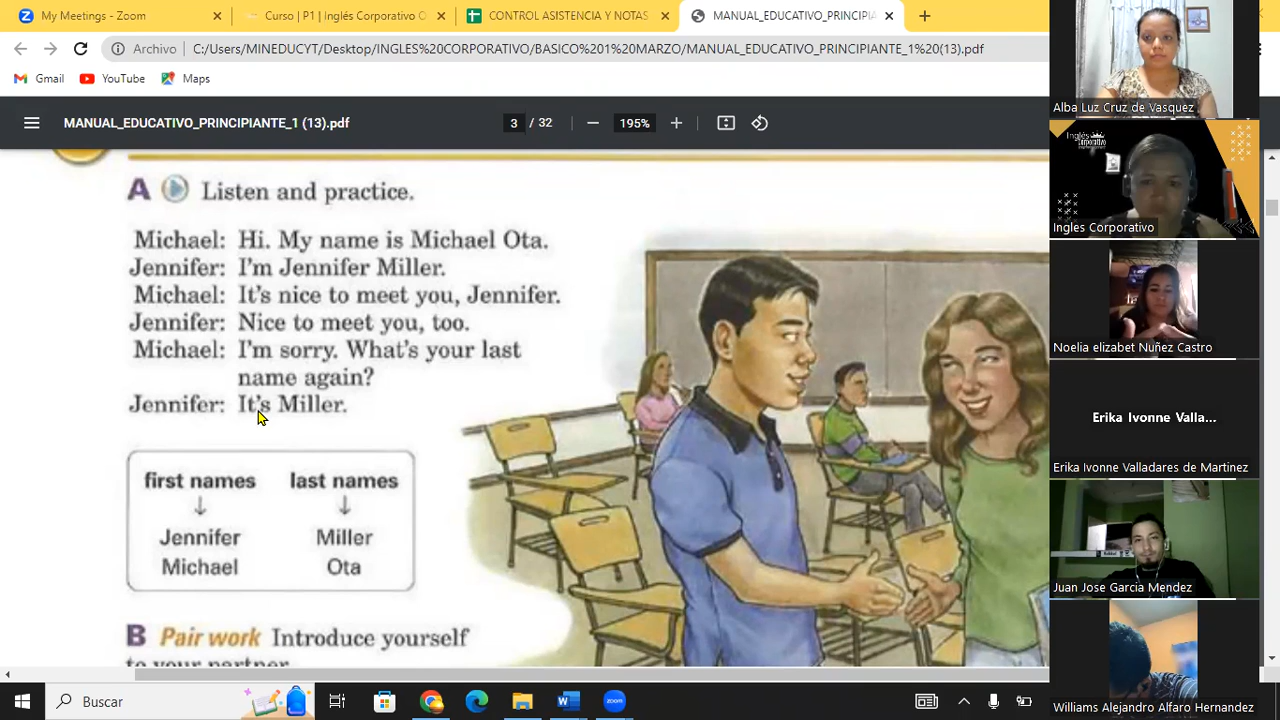 My Meetings - Zoom
Curso | P1 | Inglés Corporativo O
CONTROL ASISTENCIA Y NOTAS
MANUAL_EDUCATIVO_PRINCIPIA
Archivo
C:/Users/MINEDUCYT/Desktop/INGLES%20CORPORATIVO/BASICO%201%20MARZO/MANUAL_EDUCATIVO_PRINCIPIANTE_1%20(13).pdf
Gmail
YouTube
Maps
MANUAL_EDUCATIVO_PRINCIPIANTE_1 (13).pdf
3 / 32
195%
A Listen and practice.
Michael: Hi. My name is Michael Ota.
Jennifer: I'm Jennifer Miller.
Michael: It's nice to meet you, Jennifer.
Jennifer: Nice to meet you, too.
Michael: I'm sorry. What's your last
name again?
Jennifer: It's Miller.
first names last names
Jennifer Miller
Michael Ota
B Pair work Introduce yourself
to your partner
Alba Luz Cruz de Vasquez
Inglés
Corporativo
Ingles Corporativo
Noelia elizabet Nuñez Castro
Erika Ivonne Valla...
Erika Ivonne Valladares de Martinez
Juan Jose Garcia Mendez
Williams Alejandro Alfaro Hernandez
Buscar